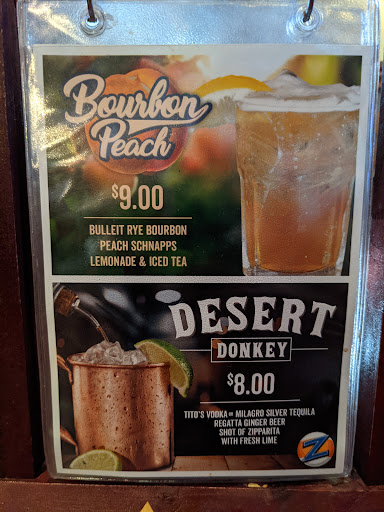 Bourbon
Peach
$9.00
BULLEIT RYE BOURBON
PEACH SCHNAPPS
LEMONADE & ICED TEA
DESERT
DONKEY
$8.00
TITO'S VODKA OR MILAGRO SILVER TEQUILA
REGATTA GINGER BEER
SHOT OF ZIPPARITA
WITH FRESH LIME
Z